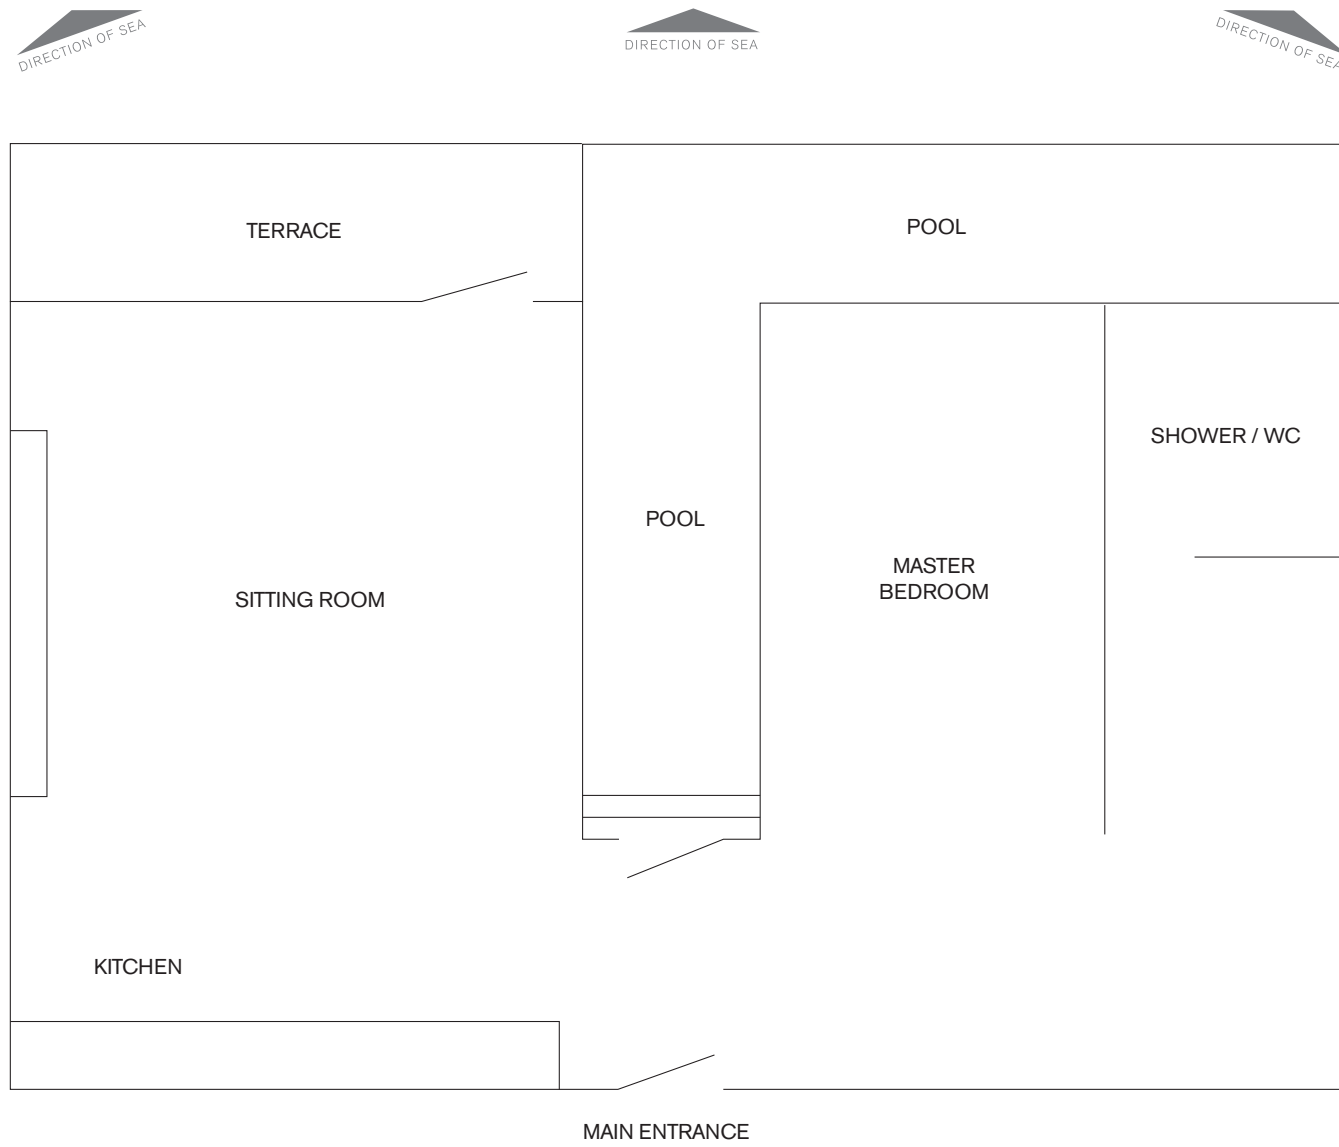 DIRECTION OF SEA
DIRECTION OF SEA
DIRECTION OF SEA
TERRACE
POOL
SHOWER / WC
POOL
MASTER
BEDROOM
SITTING ROOM
KITCHEN
MAIN ENTRANCE